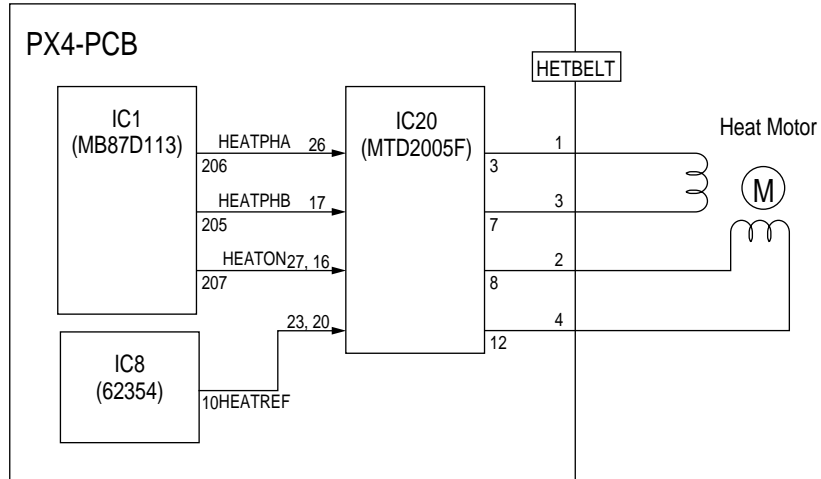 PX4-PCB
HETBELT
IC1
(MB87D113)
IC20
(MTD2005F)
Heat Motor
M
HEATPHA 26
206
3
1
HEATPHB 17
205
7
3
HEATON 27, 16
207
8
2
23, 20
12
4
IC8
(62354)
10 HEATREF